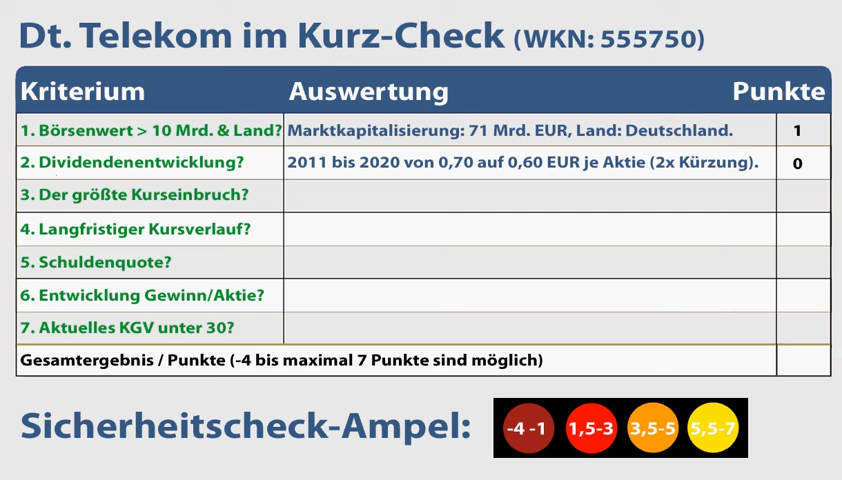 Dt. Telekom im Kurz-Check (WKN: 555750)
Kriterium Auswertung Punkte
1. Börsenwert > 10 Mrd. & Land? Marktkapitalisierung: 71 Mrd. EUR, Land: Deutschland. 1
2. Dividendenentwicklung? 2011 bis 2020 von 0,70 auf 0,60 EUR je Aktie (2x Kürzung). 0
3. Der größte Kurseinbruch?
4. Langfristiger Kursverlauf?
5. Schuldenquote?
6. Entwicklung Gewinn/Aktie?
7. Aktuelles KGV unter 30?
Gesamtergebnis / Punkte (-4 bis maximal 7 Punkte sind möglich)
Sicherheitscheck-Ampel: -4 -1 1,5-3 3,5-5 5,5-7